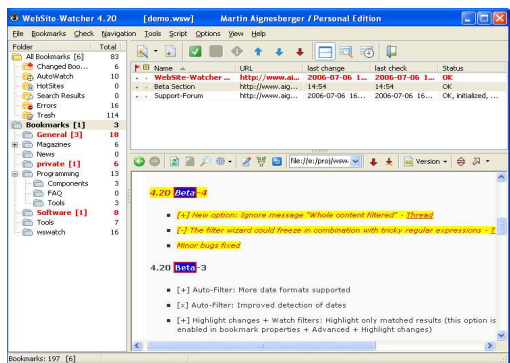 WebSite-Watcher 4.20 [demo.wsw] Martin Aignesberger / Personal Edition
File Bookmarks Check Navigation Tools Script Options View Help
Folder Total
All Bookmarks [6] 83
Changed Boo... 6
AutoWatch 10
HotSites 0
Search Results 0
Errors 16
Trash 114
Bookmarks [1] 3
General [3] 18
Magazines 6
News 0
private [1] 6
Programming 13
Components 3
FAQ 0
Tools 3
Software [1] 8
Tools 7
wswatch 16
Name URL last change last check Status
WebSite-Watcher ... http://www.ai... 2006-07-06 1... 2006-07-06 1... OK
Beta Section http://www.aig... 14:54 14:54 OK
Support-Forum http://www.aig... 2006-07-06 16... 2006-07-06 16... OK, initialized, ...
file://e:/proj/wsw Version
4.20 Beta-4
[+] New option: Ignore message "Whole content filtered" - Thread
[-] The filter wizard could freeze in combination with tricky regular expressions - T
Minor bugs fixed
4.20 Beta-3
[+] Auto-Filter: More date formats supported
[x] Auto-Filter: Improved detection of dates
[+] Highlight changes + Watch filters: Highlight only matched results (this option is
enabled in bookmark properties + Advanced + Highlight changes)
Bookmarks: 197 [6]